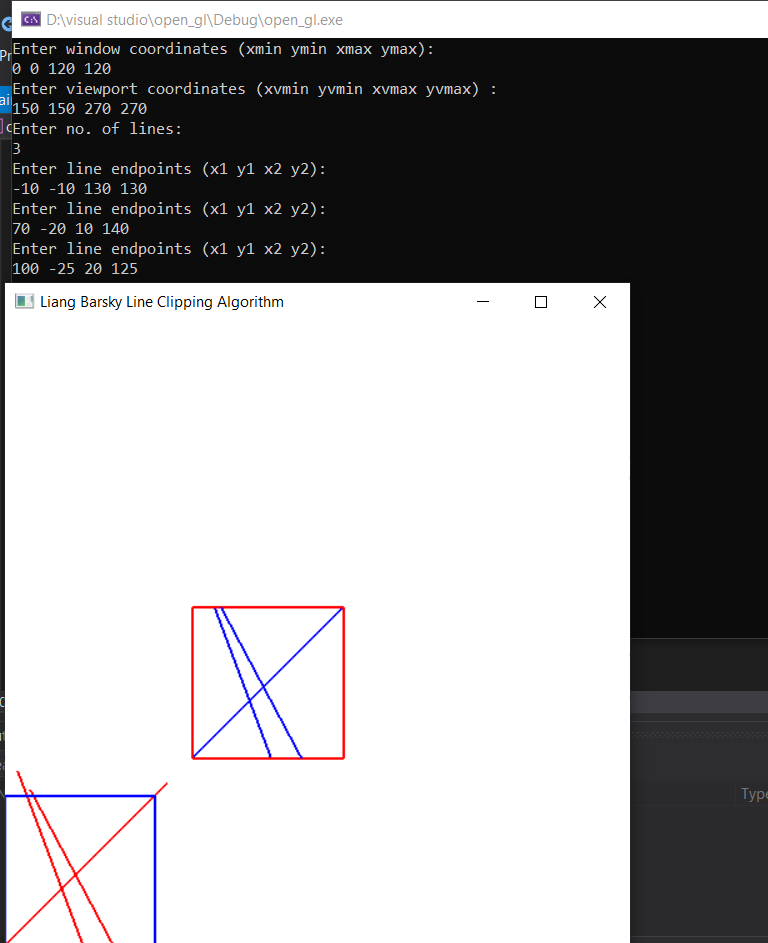 D:\visual studio\open_gl\Debug\open_gl.exe
Enter window coordinates (xmin ymin xmax ymax):
0 0 120 120
Enter viewport coordinates (xvmin yvmin xvmax yvmax) :
150 150 270 270
Enter no. of lines:
3
Enter line endpoints (x1 y1 x2 y2):
-10 -10 130 130
Enter line endpoints (x1 y1 x2 y2):
70 -20 10 140
Enter line endpoints (x1 y1 x2 y2):
100 -25 20 125
Liang Barsky Line Clipping Algorithm